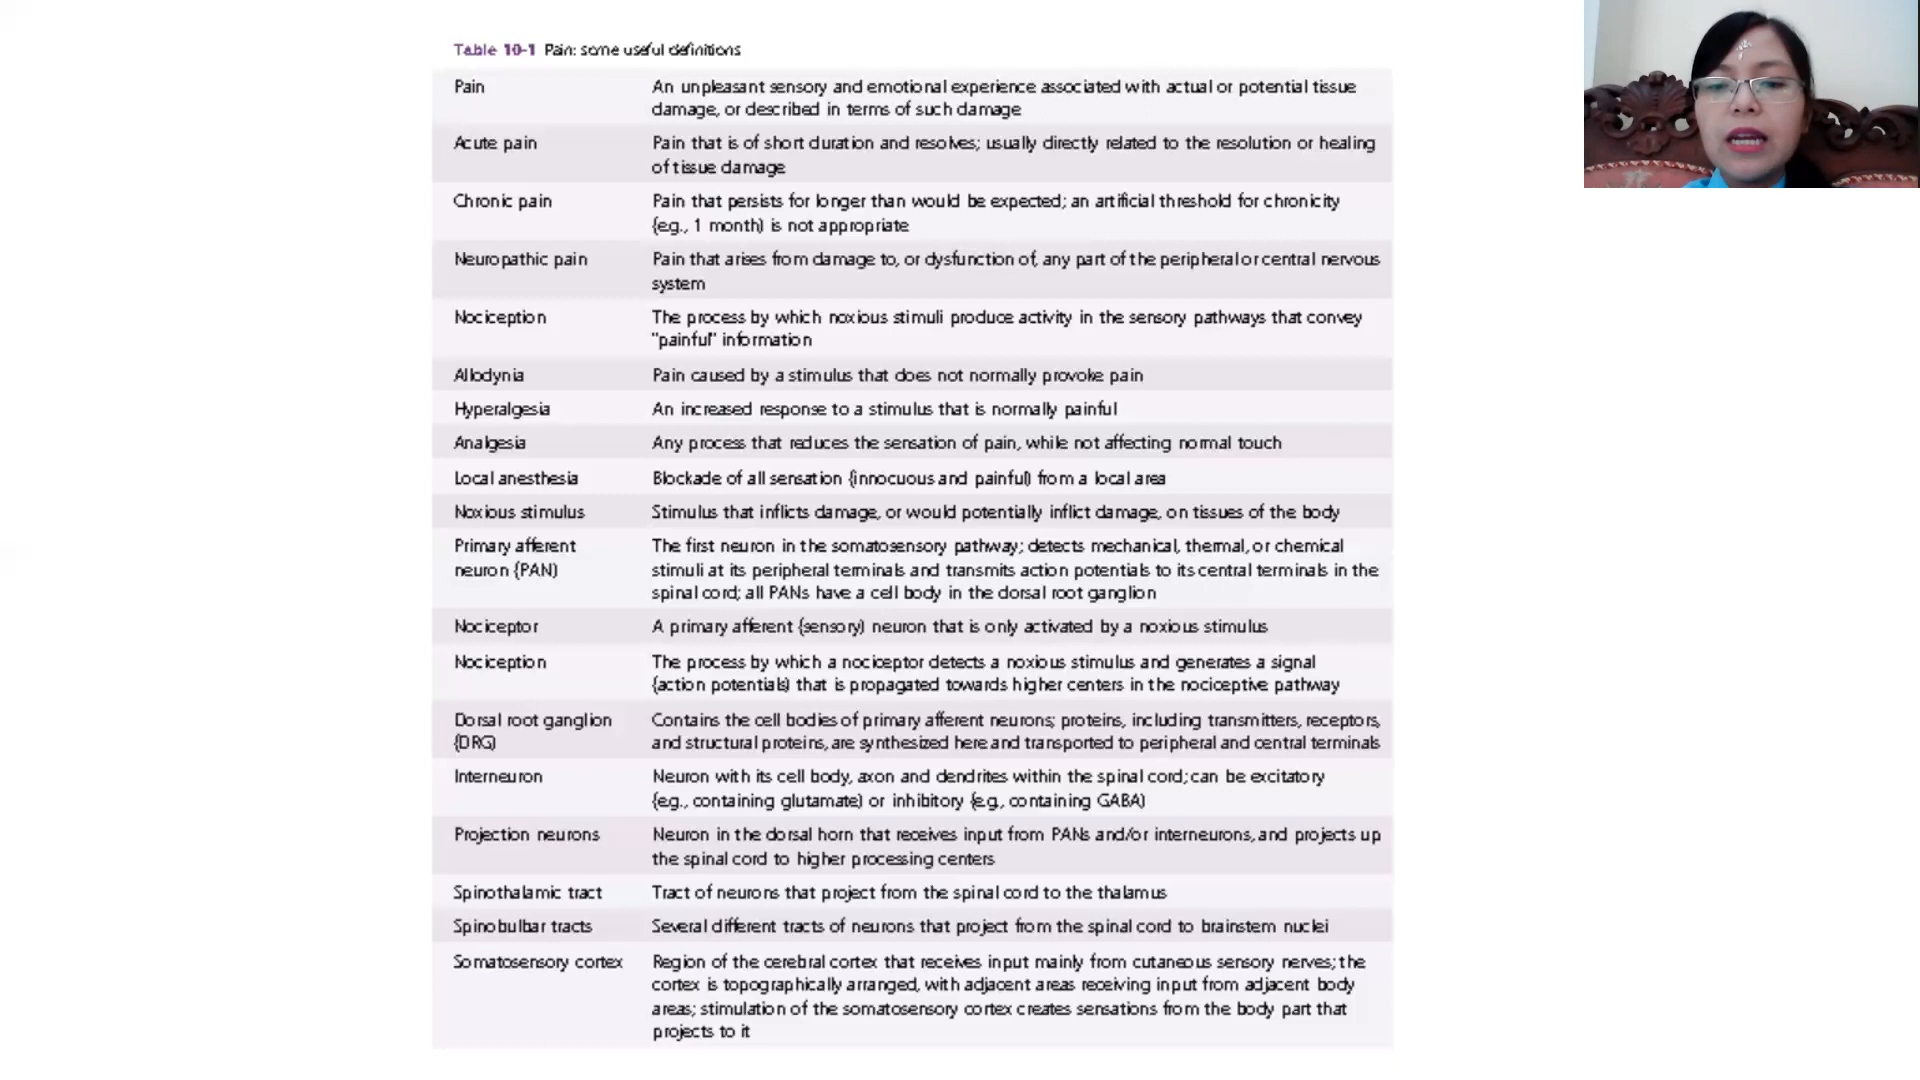 Table 10-1 Pain: some useful definitions
Pain
An unpleasant sensory and emotional experience associated with actual or potential tissue
damage, or described in terms of such damage
Acute pain
Pain that is of short duration and resolves; usually directly related to the resolution or healing
of tissue damage
Chronic pain
Pain that persists for longer than would be expected; an artificial threshold for chronicity
(e.g., 1 month) is not appropriate
Neuropathic pain
Pain that arises from damage to, or dysfunction of, any part of the peripheral or central nervous
system
Nociception
The process by which noxious stimuli produce activity in the sensory pathways that convey
"painful" information
Allodynia
Pain caused by a stimulus that does not normally provoke pain
Hyperalgesia
An increased response to a stimulus that is normally painful
Analgesia
Any process that reduces the sensation of pain, while not affecting normal touch
Local anesthesia
Blockade of all sensation (innocuous and painful) from a local area
Noxious stimulus
Stimulus that inflicts damage, or would potentially inflict damage, on tissues of the body
Primary afferent
neuron (PAN)
The first neuron in the somatosensory pathway; detects mechanical, thermal, or chemical
stimuli at its peripheral terminals and transmits action potentials to its central terminals in the
spinal cord; all PANs have a cell body in the dorsal root ganglion
Nociceptor
A primary afferent (sensory) neuron that is only activated by a noxious stimulus
Nociception
The process by which a nociceptor detects a noxious stimulus and generates a signal
(action potentials) that is propagated towards higher centers in the nociceptive pathway
Dorsal root ganglion
(DRG)
Contains the cell bodies of primary afferent neurons; proteins, including transmitters, receptors,
and structural proteins, are synthesized here and transported to peripheral and central terminals
Interneuron
Neuron with its cell body, axon and dendrites within the spinal cord; can be excitatory
(e.g., containing glutamate) or inhibitory (e.g., containing GABA)
Projection neurons
Neuron in the dorsal horn that receives input from PANs and/or interneurons, and projects up
the spinal cord to higher processing centers
Spinothalamic tract
Tract of neurons that project from the spinal cord to the thalamus
Spinobulbar tracts
Several different tracts of neurons that project from the spinal cord to brainstem nuclei
Somatosensory cortex
Region of the cerebral cortex that receives input mainly from cutaneous sensory nerves; the
cortex is topographically arranged, with adjacent areas receiving input from adjacent body
areas; stimulation of the somatosensory cortex creates sensations from the body part that
projects to it